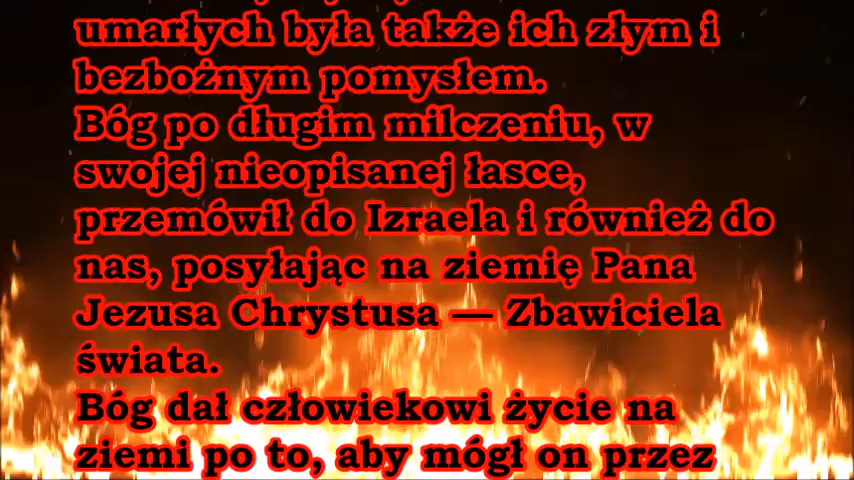 umarłych była także ich złym i
bezbożnym pomysłem.
Bóg po długim milczeniu, w
swojej nieopisanej łasce,
przemówił do Izraela i również do
nas, posyłając na ziemię Pana
Jezusa Chrystusa — Zbawiciela
świata.
Bóg dał człowiekowi życie na
ziemi po to, aby mógł on przez